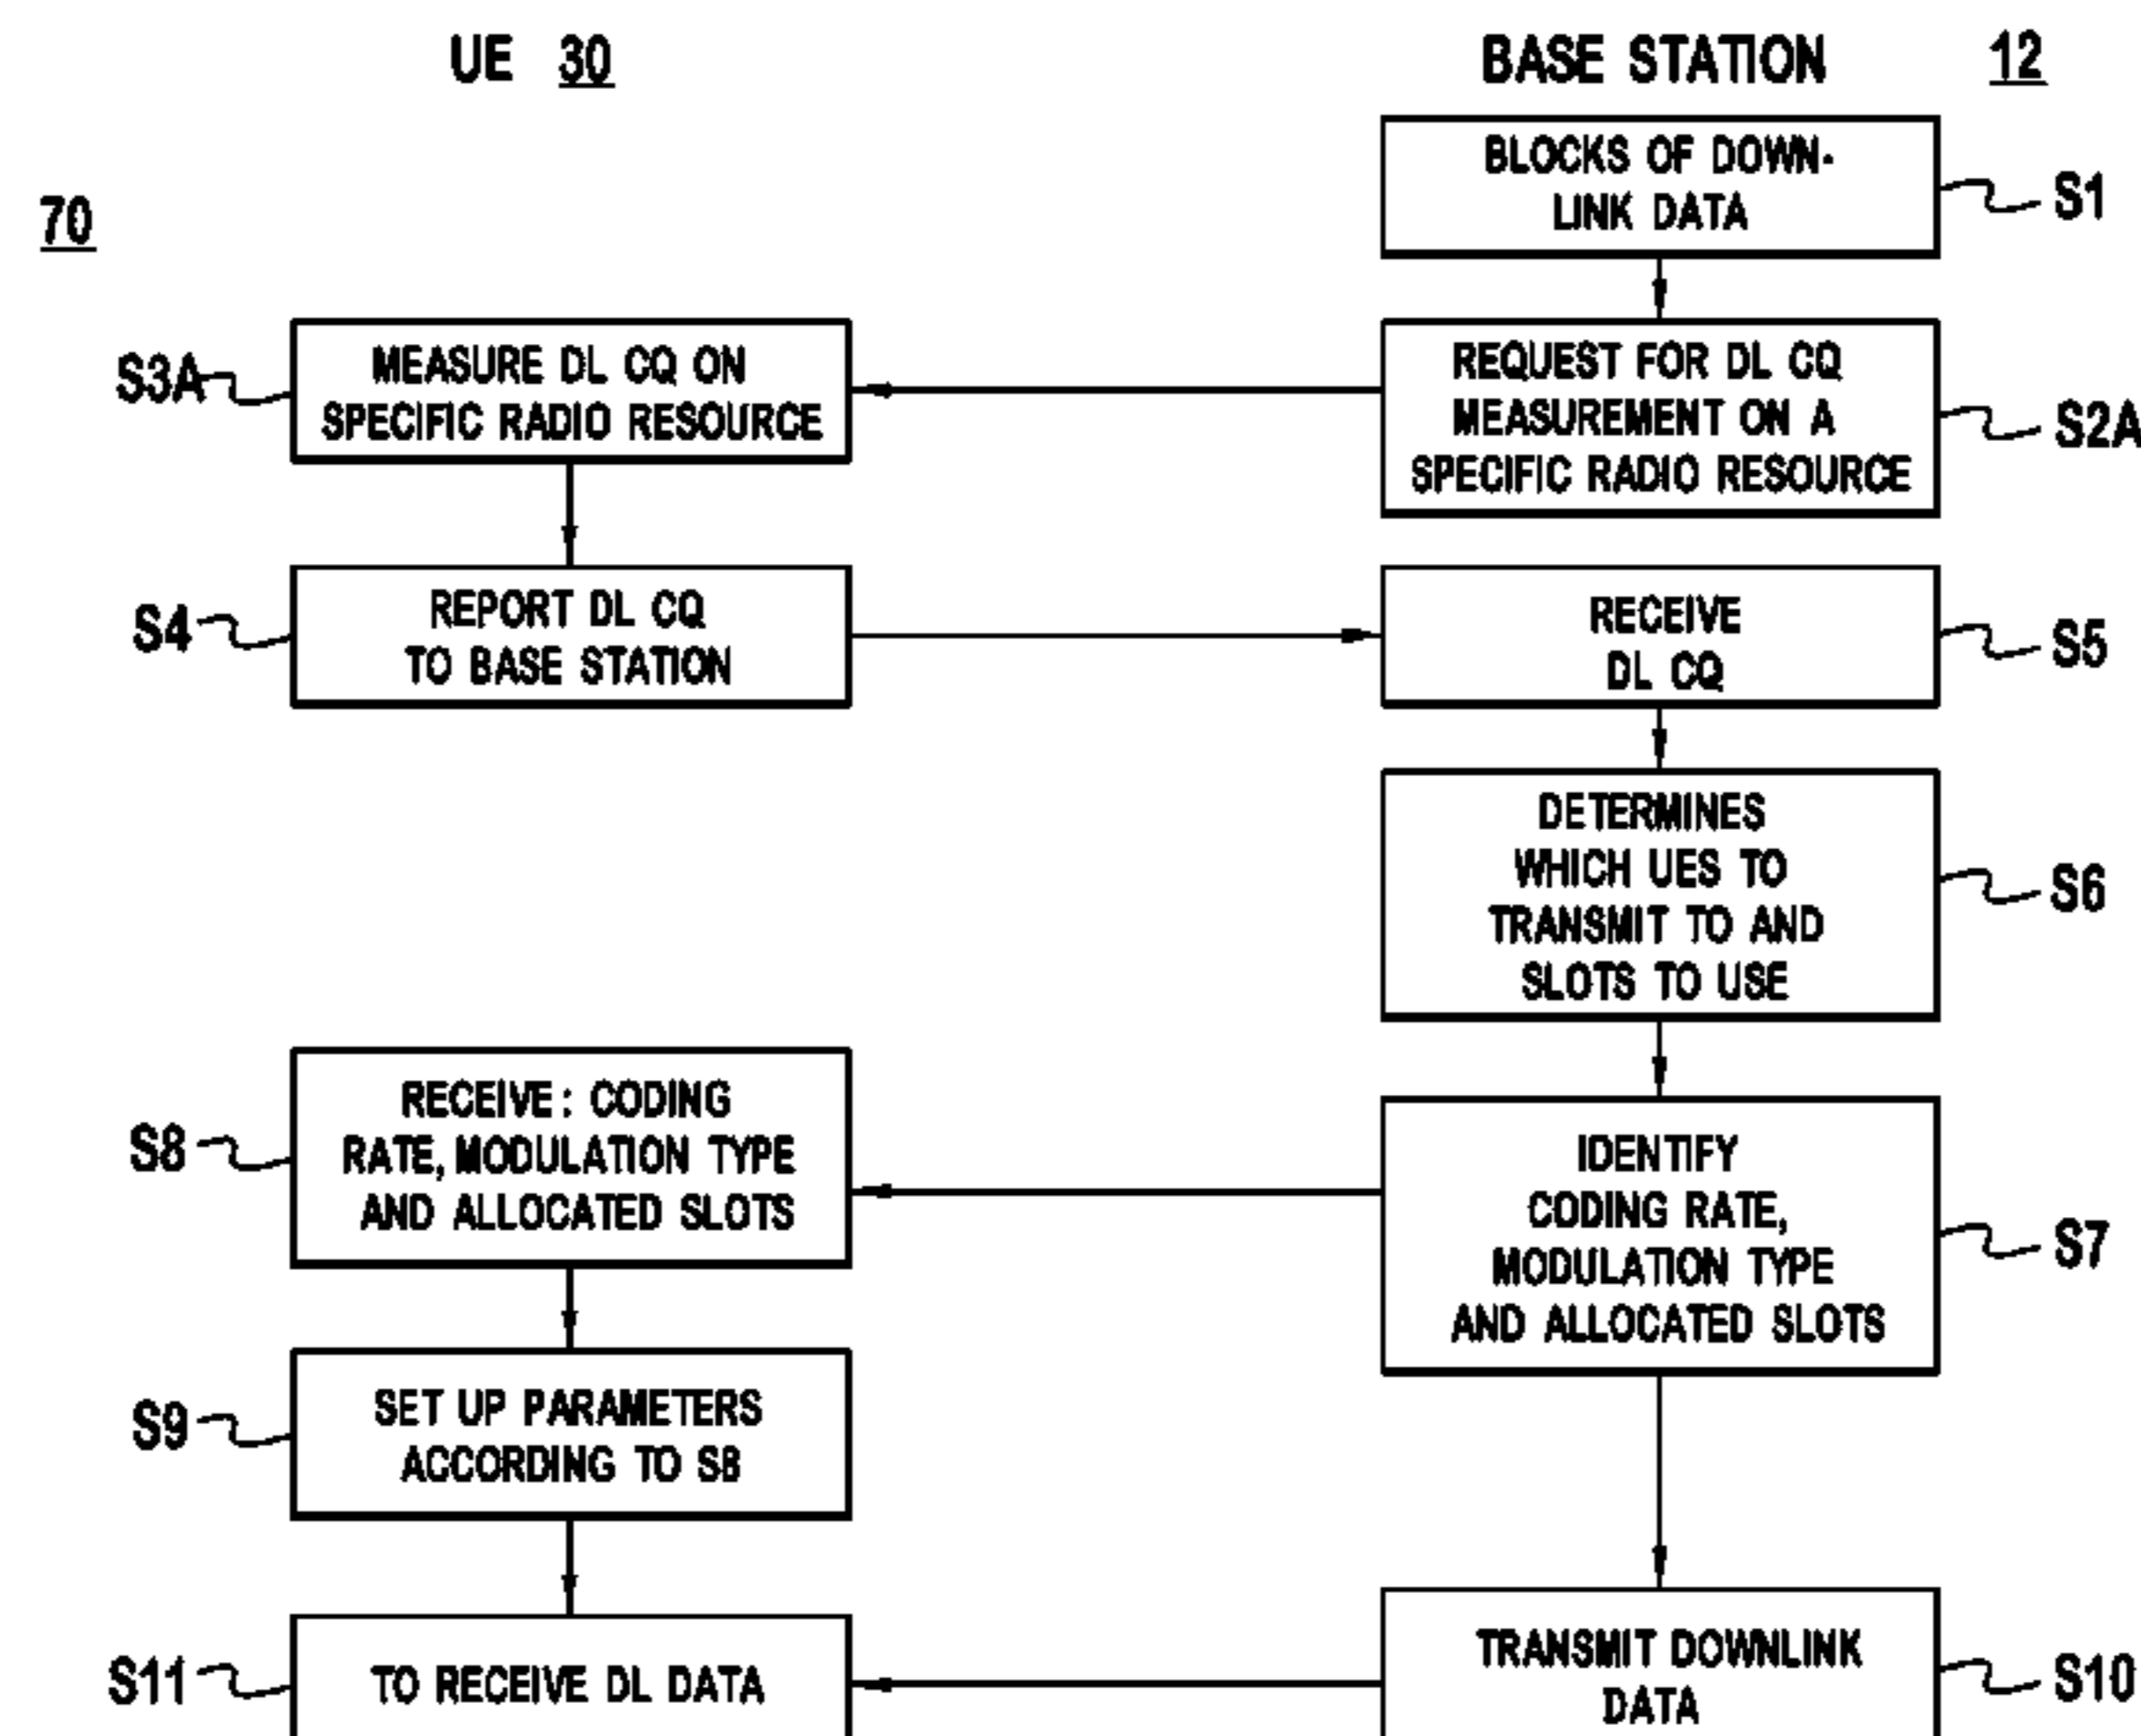 UE 30
BASE STATION 12
70
BLOCKS OF DOWN-
LINK DATA
S1
S3A
MEASURE DL CQ ON
SPECIFIC RADIO RESOURCE
REQUEST FOR DL CQ
MEASUREMENT ON A
SPECIFIC RADIO RESOURCE
S2A
S4
REPORT DL CQ
TO BASE STATION
RECEIVE
DL CQ
S5
DETERMINES
WHICH UES TO
TRANSMIT TO AND
SLOTS TO USE
S6
S8
RECEIVE: CODING
RATE, MODULATION TYPE
AND ALLOCATED SLOTS
IDENTIFY
CODING RATE,
MODULATION TYPE
AND ALLOCATED SLOTS
S7
S9
SET UP PARAMETERS
ACCORDING TO S8
S11
TO RECEIVE DL DATA
TRANSMIT DOWNLINK
DATA
S10